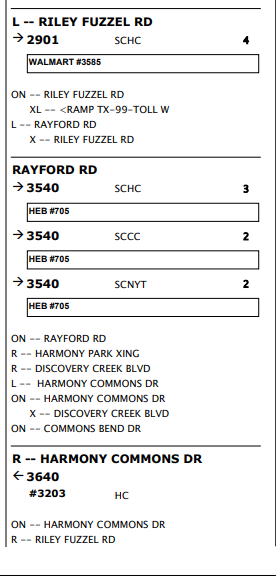 L -- RILEY FUZZEL RD
→ 2901 SCHC 4
WALMART #3585
ON -- RILEY FUZZEL RD
XL -- <RAMP TX-99-TOLL W
L -- RAYFORD RD
X -- RILEY FUZZEL RD
RAYFORD RD
→ 3540 SCHC 3
HEB #705
→ 3540 SCCC 2
HEB #705
→ 3540 SCNYT 2
HEB #705
ON -- RAYFORD RD
R -- HARMONY PARK XING
R -- DISCOVERY CREEK BLVD
L -- HARMONY COMMONS DR
ON -- HARMONY COMMONS DR
X -- DISCOVERY CREEK BLVD
ON -- COMMONS BEND DR
R -- HARMONY COMMONS DR
← 3640
#3203 HC
ON -- HARMONY COMMONS DR
R -- RILEY FUZZEL RD